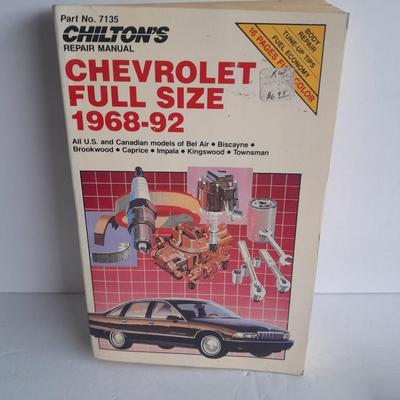 Part No. 7135
CHILTON'S
REPAIR MANUAL
CHEVROLET
FULL SIZE
1968-92
All U.S. and Canadian models of Bel Air • Biscayne •
Brookwood • Caprice • Impala • Kingswood • Townsman
BODY
REPAIR
TUNE-UP TIPS
FUEL ECONOMY
16 PAGES COLOR